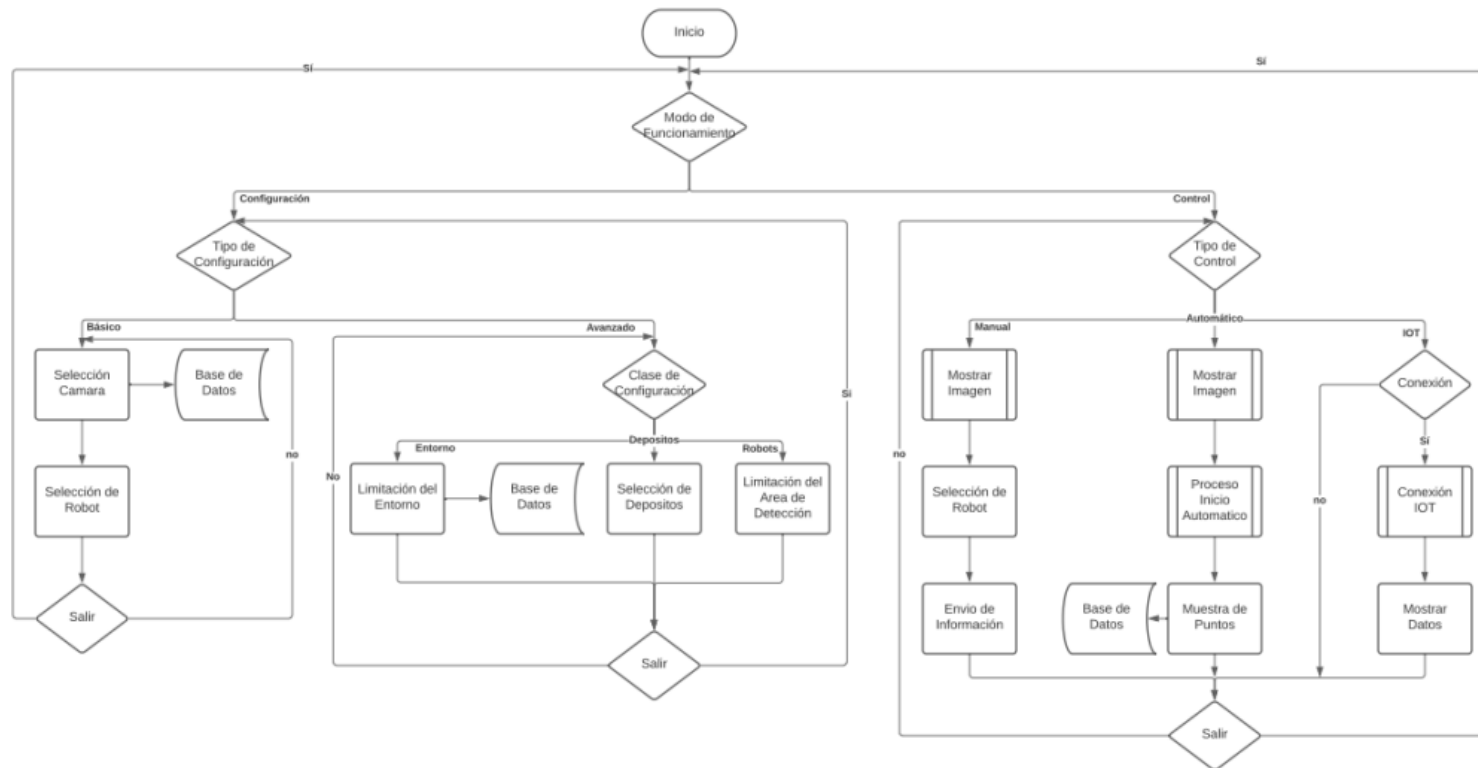 Inicio
Sí
Sí
Modo de
Funcionamiento
Configuración
Control
Tipo de
Configuración
Tipo de
Control
Básico
Avanzado
Manual
Automático
IOT
Selección
Camara
Base de
Datos
Clase de
Configuración
Mostrar
Imagen
Mostrar
Imagen
Conexión
Sí
Entorno
Depositos
Robots
Sí
no
No
no
no
Selección de
Robot
Limitación del
Entorno
Base de
Datos
Selección de
Depositos
Limitación del
Area de
Detección
Selección de
Robot
Proceso
Inicio
Automatico
Conexión
IOT
Salir
Envio de
Información
Base de
Datos
Muestra de
Puntos
Mostrar
Datos
Salir
Salir